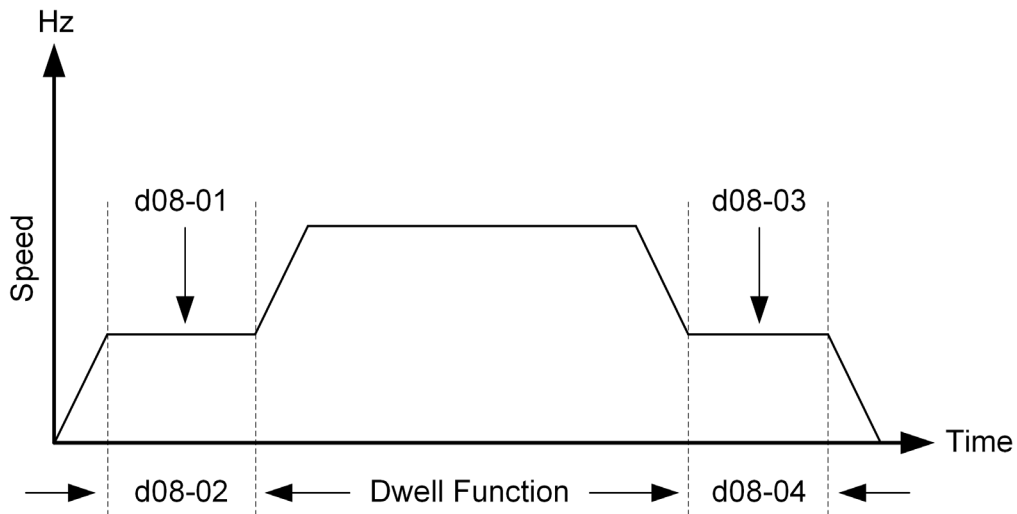 Hz
d08-01
d08-03
Speed
Time
d08-02
Dwell Function
d08-04